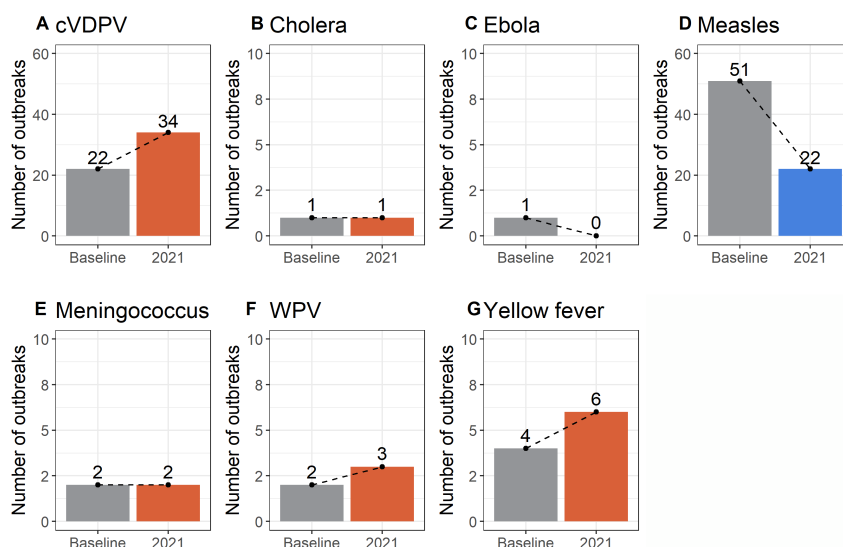 A cVDPV
Number of outbreaks
60
40
20
0
22
34
Baseline
2021
B Cholera
Number of outbreaks
10
8
5
2
0
1
1
Baseline
2021
C Ebola
Number of outbreaks
10
8
5
2
0
1
0
Baseline
2021
D Measles
Number of outbreaks
60
40
20
0
51
22
Baseline
2021
E Meningococcus
Number of outbreaks
10
8
5
2
0
2
2
Baseline
2021
F WPV
Number of outbreaks
10
8
5
2
0
2
3
Baseline
2021
G Yellow fever
Number of outbreaks
10
8
5
2
0
4
6
Baseline
2021